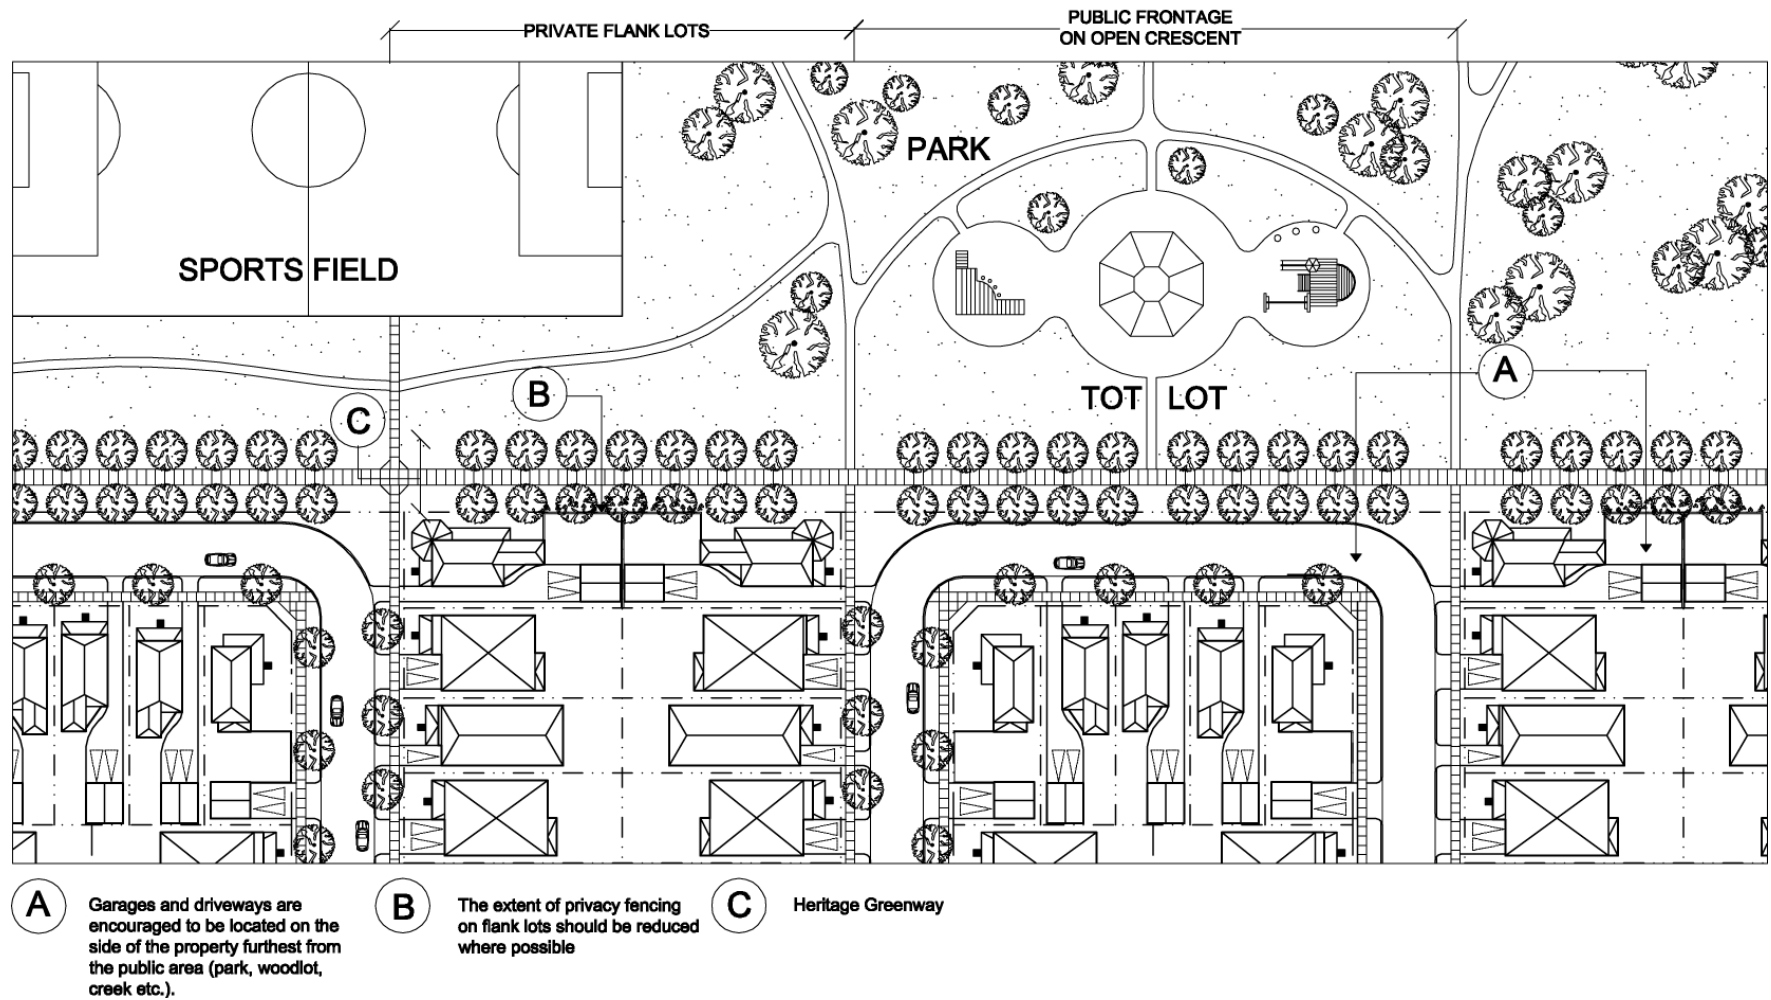 PRIVATE FLANK LOTS
PUBLIC FRONTAGE
ON OPEN CRESCENT
PARK
SPORTS FIELD
A
B
TOT LOT
C
A
Garages and driveways are
encouraged to be located on the
side of the property furthest from
the public area (park, woodlot,
creek etc.).
B
The extent of privacy fencing
on flank lots should be reduced
where possible
C
Heritage Greenway